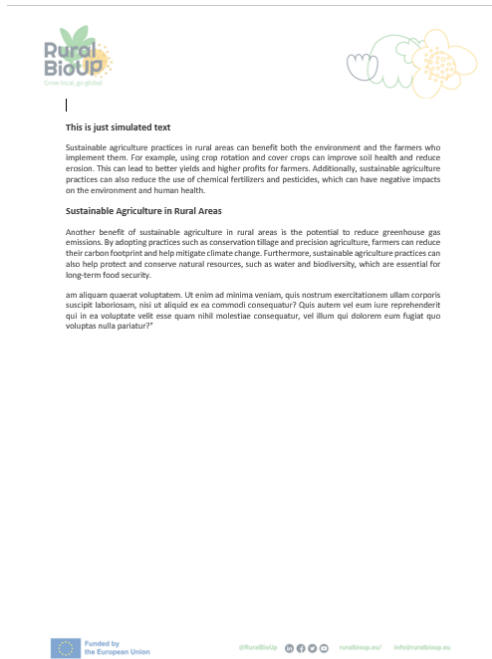 Rural
BioUp
Grow local, go global
This is just simulated text
Sustainable agriculture practices in rural areas can benefit both the environment and the farmers who
implement them. For example, using crop rotation and cover crops can improve soil health and reduce
erosion. This can lead to better yields and higher profits for farmers. Additionally, sustainable agriculture
practices can also reduce the use of chemical fertilizers and pesticides, which can have negative impacts
on the environment and human health.
Sustainable Agriculture in Rural Areas
Another benefit of sustainable agriculture in rural areas is the potential to reduce greenhouse gas
emissions. By adopting practices such as conservation tillage and precision agriculture, farmers can reduce
their carbon footprint and help mitigate climate change. Furthermore, sustainable agriculture practices can
also help protect and conserve natural resources, such as water and biodiversity, which are essential for
long-term food security.
am aliquam quaerat voluptatem. Ut enim ad minima veniam, quis nostrum exercitationem ullam corporis
suscipit laboriosam, nisi ut aliquid ex ea commodi consequatur? Quis autem vel eum iure reprehenderit
qui in ea voluptate velit esse quam nihil molestiae consequatur, vel illum qui dolorem eum fugiat quo
voluptas nulla pariatur?"
Funded by
the European Union
@RuralBioUp
ruralbioup.eu/
info@ruralbioup.eu